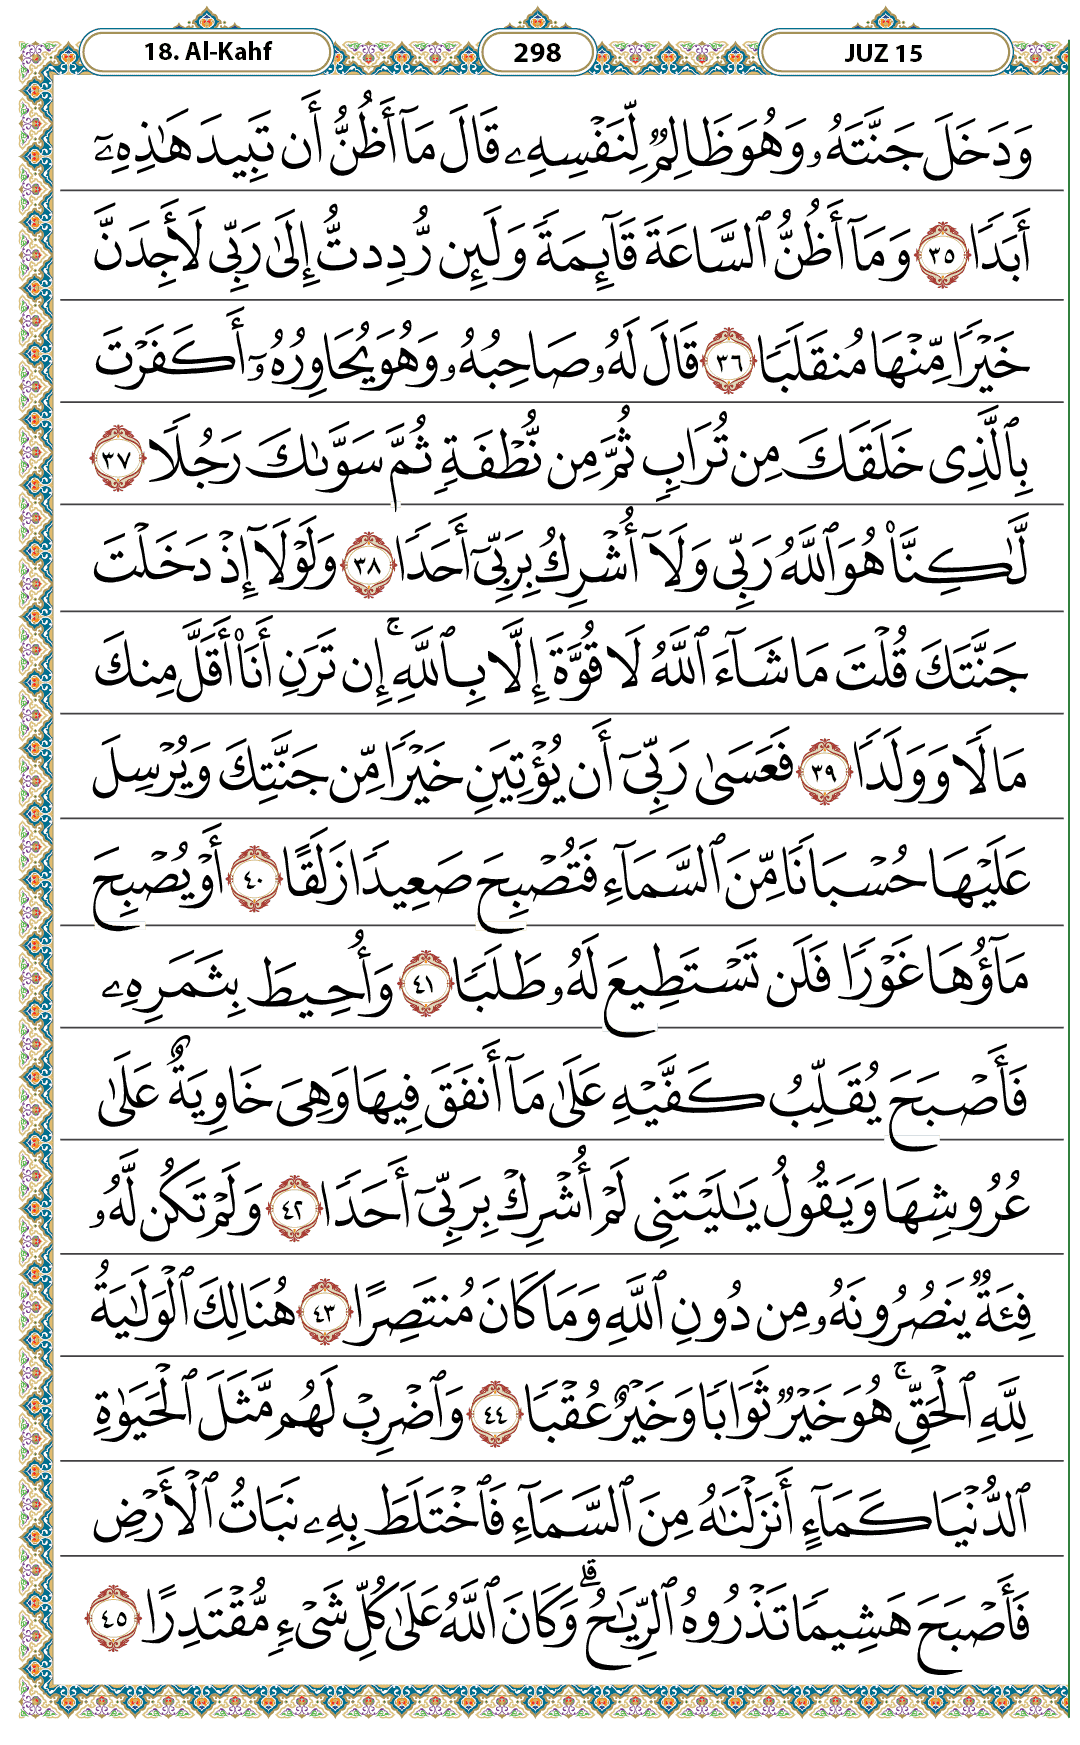 18. Al-Kahf
298
JUZ 15
وَدَخَلَ جَنَّتَهُۥ وَهُوَ ظَالِمٌ لِّنَفْسِهِۦ قَالَ مَآ أَظُنُّ أَن تَبِيدَ هَٰذِهِۦٓ
أَبَدًا ٣٥ وَمَآ أَظُنُّ ٱلسَّاعَةَ قَآئِمَةً وَلَئِن رُّدِدتُّ إِلَىٰ رَبِّى لَأَجِدَنَّ
خَيْرًا مِّنْهَا مُنقَلَبًا ٣٦ قَالَ لَهُۥ صَاحِبُهُۥ وَهُوَ يُحَاوِرُهُۥٓ أَكَفَرْتَ
بِٱلَّذِى خَلَقَكَ مِن تُرَابٍ ثُمَّ مِن نُّطْفَةٍ ثُمَّ سَوَّىٰكَ رَجُلًا ٣٧
لَّٰكِنَّا۠ هُوَ ٱللَّهُ رَبِّى وَلَآ أُشْرِكُ بِرَبِّىٓ أَحَدًا ٣٨ وَلَوْلَآ إِذْ دَخَلْتَ
جَنَّتَكَ قُلْتَ مَا شَآءَ ٱللَّهُ لَا قُوَّةَ إِلَّا بِٱللَّهِ ۚ إِن تَرَنِ أَنَا۠ أَقَلَّ مِنكَ
مَالًا وَوَلَدًا ٣٩ فَعَسَىٰ رَبِّىٓ أَن يُؤْتِيَنِ خَيْرًا مِّن جَنَّتِكَ وَيُرْسِلَ
عَلَيْهَا حُسْبَانًا مِّنَ ٱلسَّمَآءِ فَتُصْبِحَ صَعِيدًا زَلَقًا ٤٠ أَوْ يُصْبِحَ
مَآؤُهَا غَوْرًا فَلَن تَسْتَطِيعَ لَهُۥ طَلَبًا ٤١ وَأُحِيطَ بِثَمَرِهِۦ
فَأَصْبَحَ يُقَلِّبُ كَفَّيْهِ عَلَىٰ مَآ أَنفَقَ فِيهَا وَهِىَ خَاوِيَةٌ عَلَىٰ
عُرُوشِهَا وَيَقُولُ يَٰلَيْتَنِى لَمْ أُشْرِكْ بِرَبِّىٓ أَحَدًا ٤٢ وَلَمْ تَكُن لَّهُۥ
فِئَةٌ يَنصُرُونَهُۥ مِن دُونِ ٱللَّهِ وَمَا كَانَ مُنتَصِرًا ٤٣ هُنَالِكَ ٱلْوَلَٰيَةُ
لِلَّهِ ٱلْحَقِّ ۚ هُوَ خَيْرٌ ثَوَابًا وَخَيْرٌ عُقْبًا ٤٤ وَٱضْرِبْ لَهُم مَّثَلَ ٱلْحَيَوٰةِ
ٱلدُّنْيَا كَمَآءٍ أَنزَلْنَٰهُ مِنَ ٱلسَّمَآءِ فَٱخْتَلَطَ بِهِۦ نَبَاتُ ٱلْأَرْضِ
فَأَصْبَحَ هَشِيمًا تَذْرُوهُ ٱلرِّيَٰحُ ۗ وَكَانَ ٱللَّهُ عَلَىٰ كُلِّ شَىْءٍ مُّقْتَدِرًا ٤٥